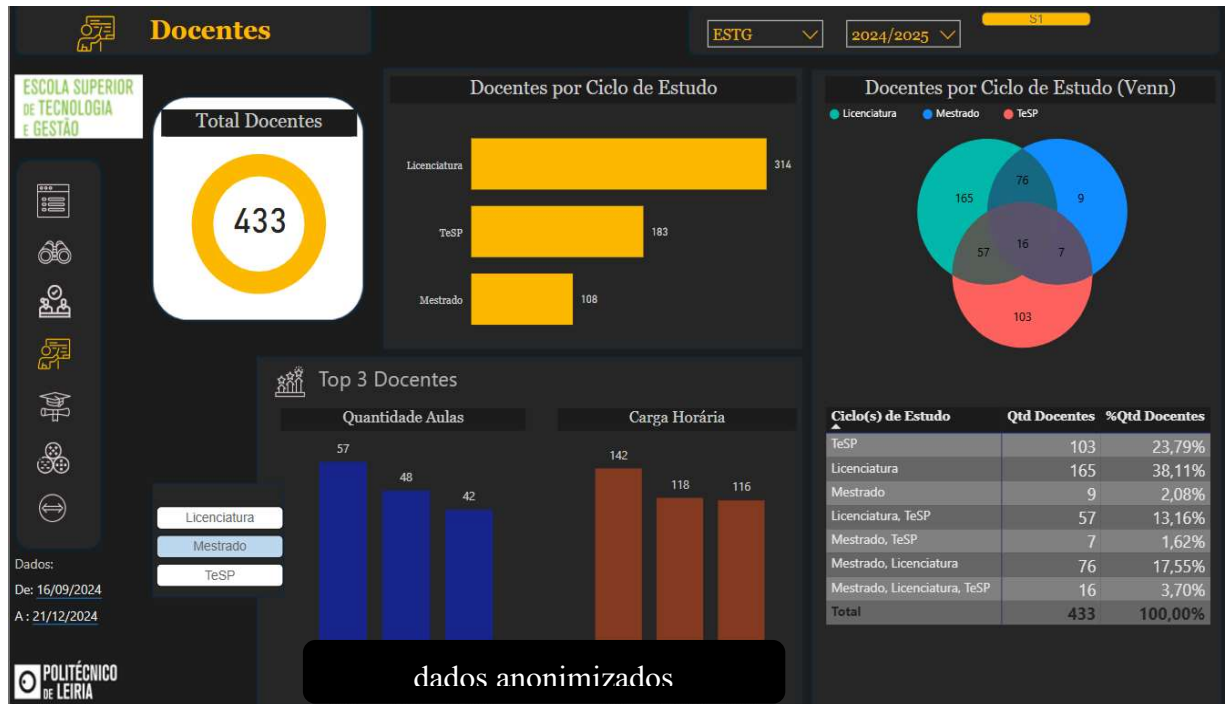 Docentes
ESTG
2024/2025
S1
ESCOLA SUPERIOR
DE TECNOLOGIA
E GESTÃO
Total Docentes
433
Docentes por Ciclo de Estudo
Licenciatura
314
TeSP
183
Mestrado
108
Docentes por Ciclo de Estudo (Venn)
Licenciatura Mestrado TeSP
76
165
9
57
16
7
103
Top 3 Docentes
Quantidade Aulas
57
48
42
Carga Horária
142
118
116
Licenciatura
Mestrado
TeSP
Dados:
De: 16/09/2024
A : 21/12/2024
POLITÉCNICO
DE LEIRIA
dados anonimizados
Ciclo(s) de Estudo Qtd Docentes %Qtd Docentes
TeSP 103 23,79%
Licenciatura 165 38,11%
Mestrado 9 2,08%
Licenciatura, TeSP 57 13,16%
Mestrado, TeSP 7 1,62%
Mestrado, Licenciatura 76 17,55%
Mestrado, Licenciatura, TeSP 16 3,70%
Total 433 100,00%